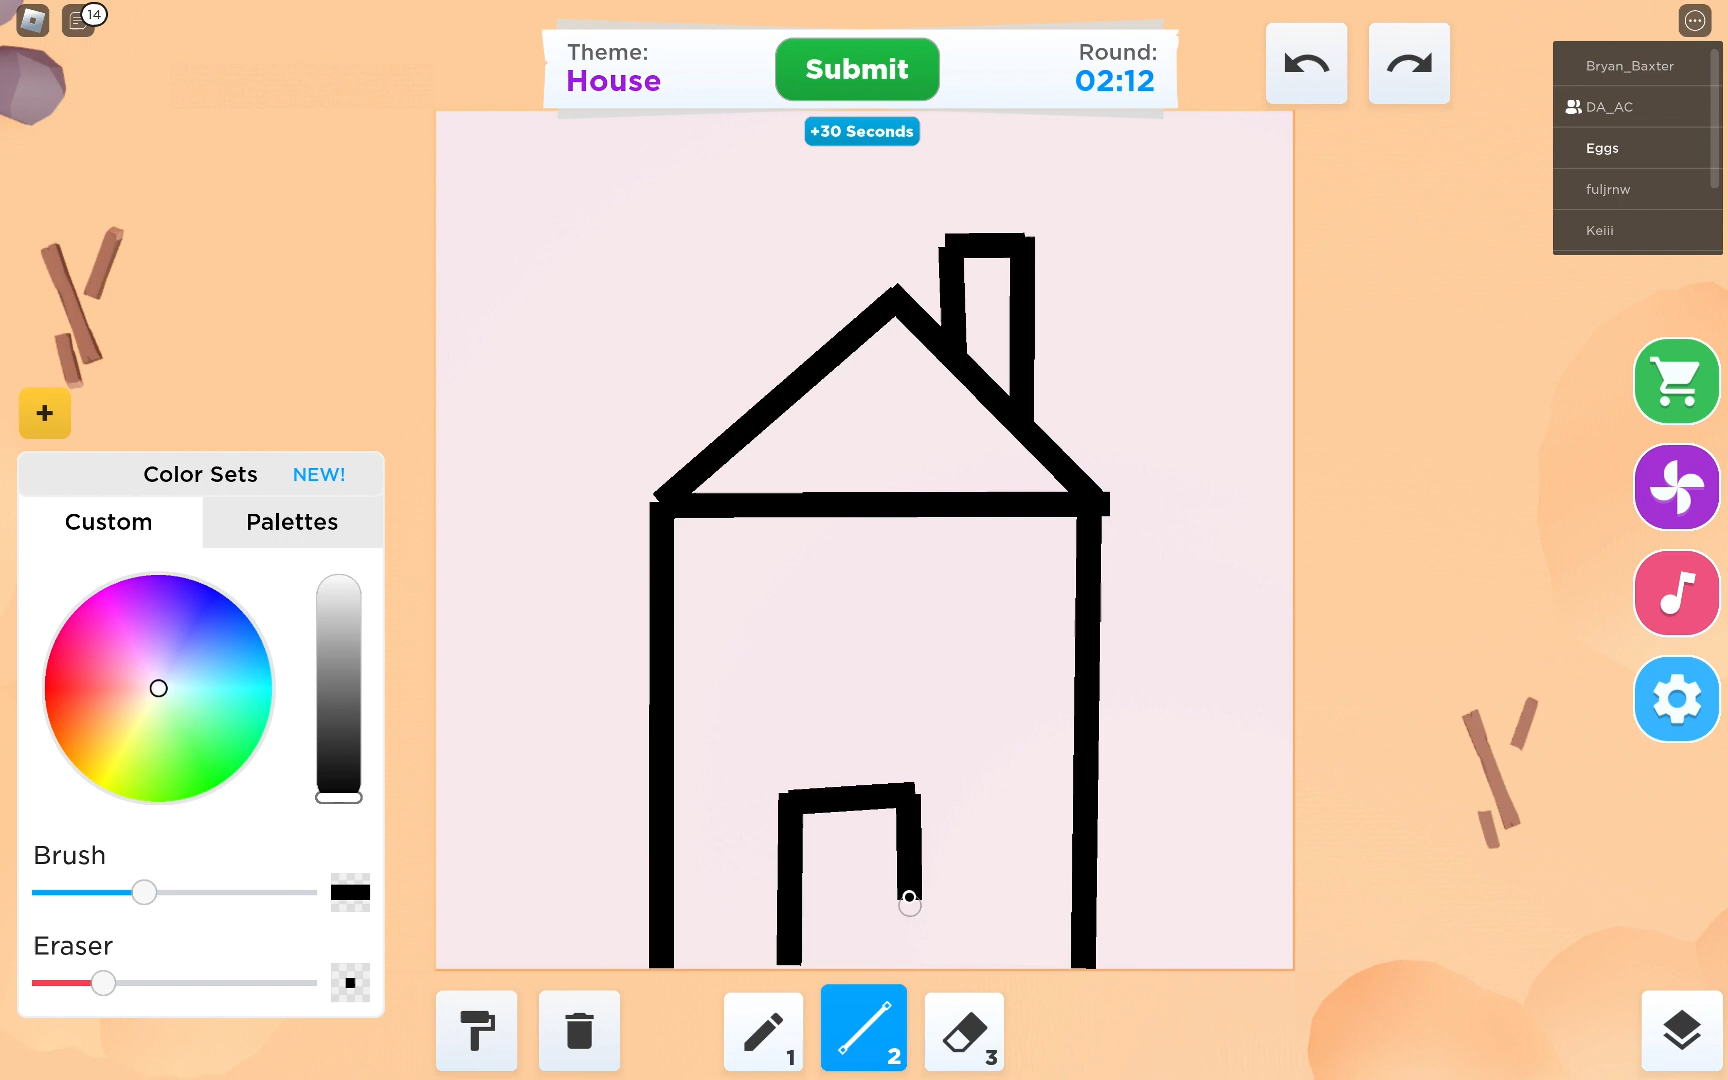 14
Theme:
House
Submit
Round:
02:12
+30 Seconds
Bryan_Baxter
DA_AC
Eggs
fuljrnw
Keiii
+
Color Sets NEW!
Custom
Palettes
Brush
Eraser
1
2
3